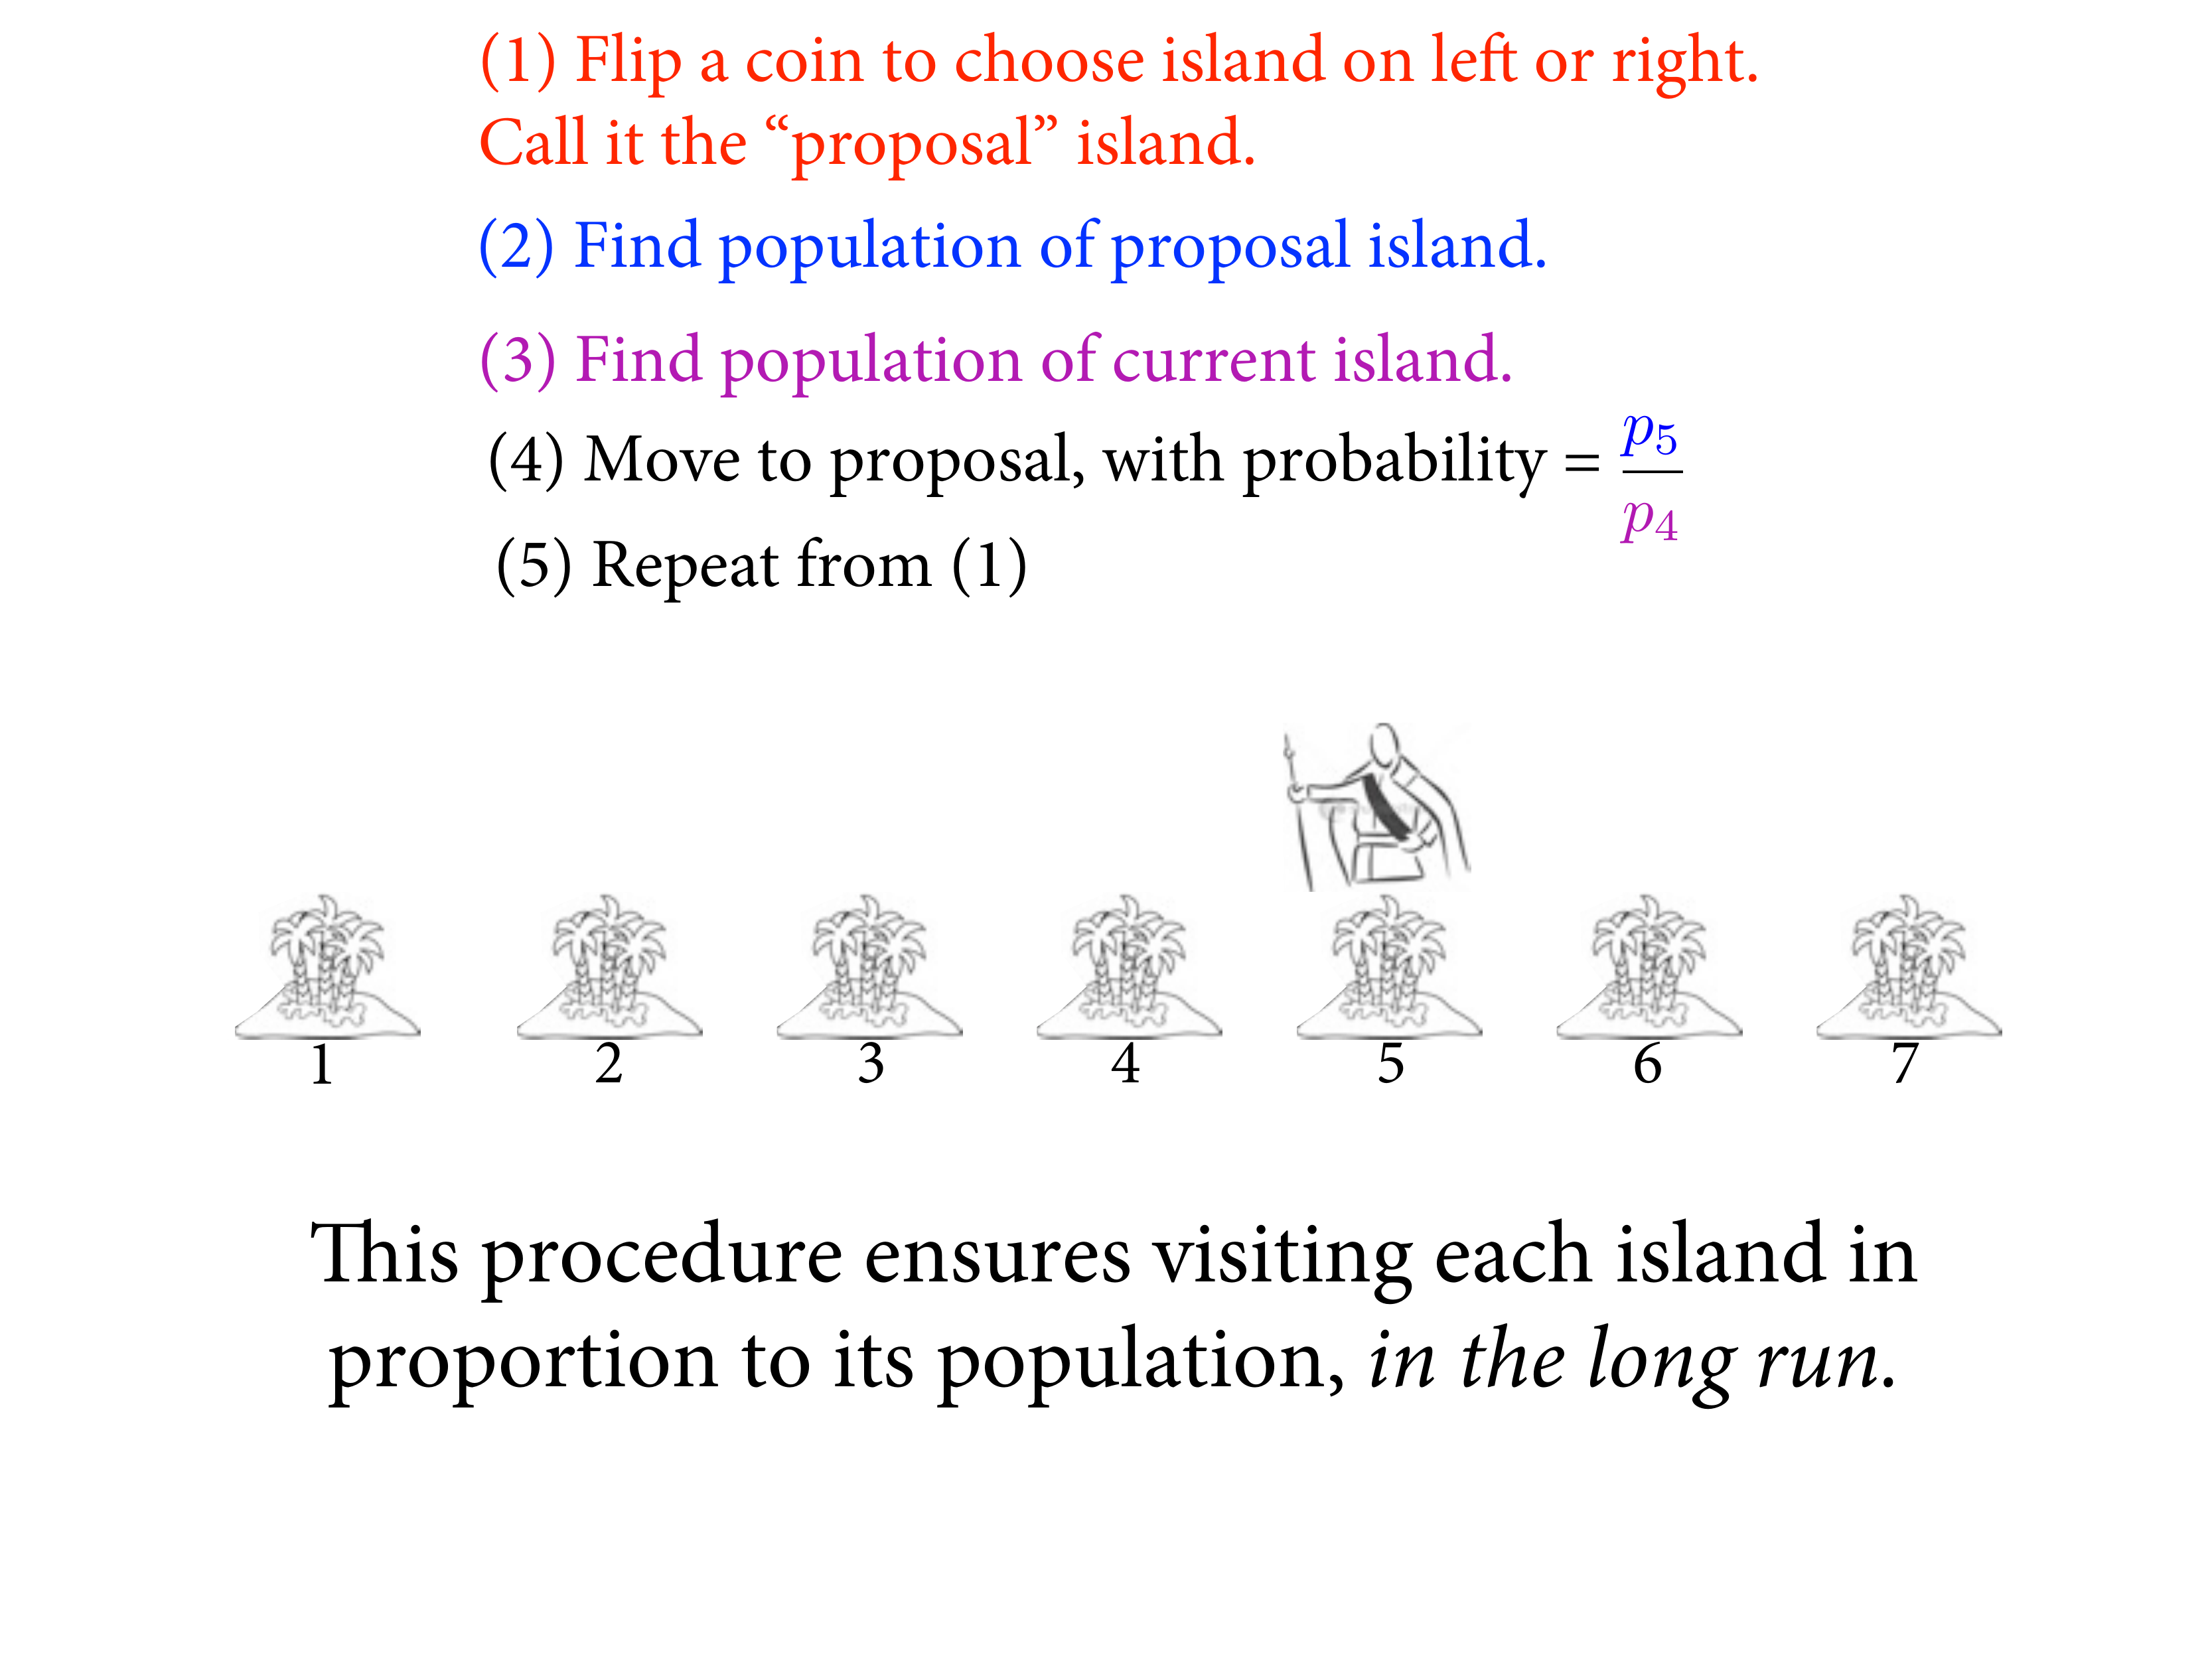 (1) Flip a coin to choose island on left or right.
Call it the “proposal” island.
(2) Find population of proposal island.
(3) Find population of current island.
(4) Move to proposal, with probability = p₅/p₄
(5) Repeat from (1)
1 2 3 4 5 6 7
This procedure ensures visiting each island in
proportion to its population, in the long run.